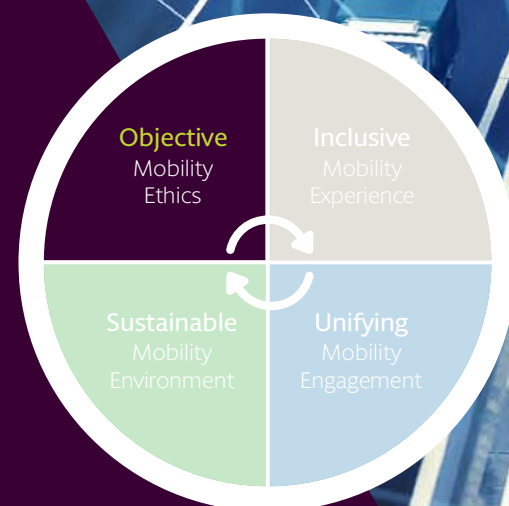 Objective
Mobility
Ethics
Inclusive
Mobility
Experience
Sustainable
Mobility
Environment
Unifying
Mobility
Engagement